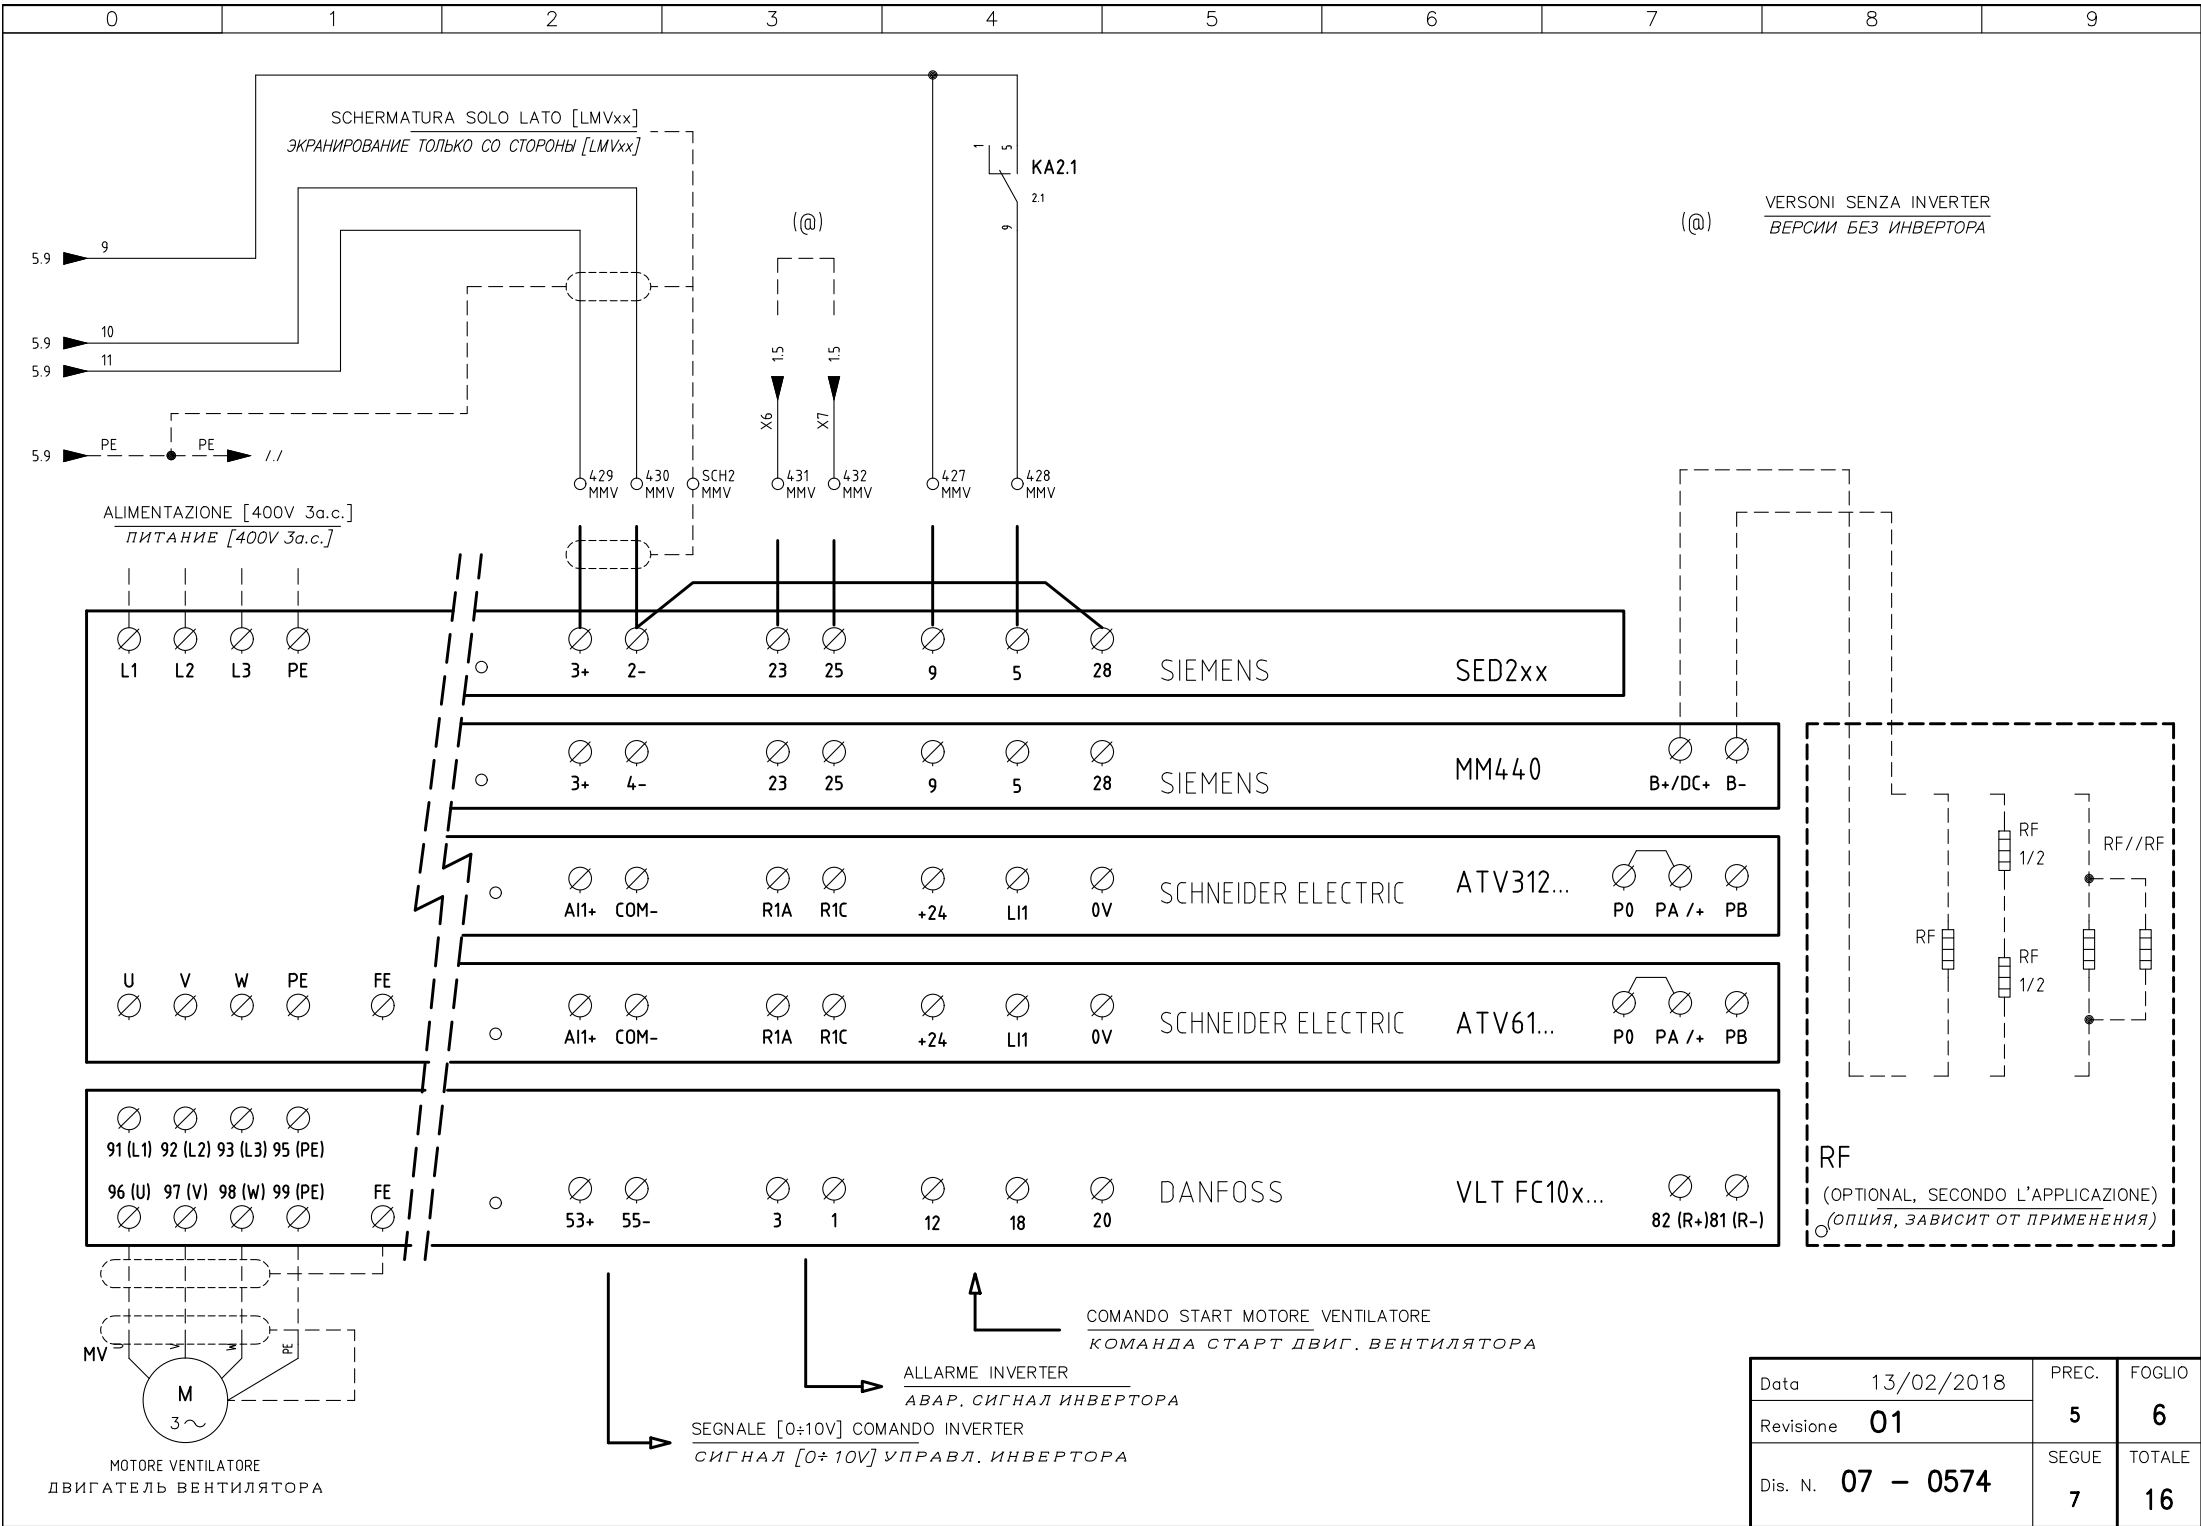 0 1 2 3 4 5 6 7 8 9
SCHERMATURA SOLO LATO [LMVxx]
ЭКРАНИРОВАНИЕ ТОЛЬКО СО СТОРОНЫ [LMVxx]
1 5
KA2.1
2.1
9
(@)
(@)
VERSONI SENZA INVERTER
ВЕРСИИ БЕЗ ИНВЕРТОРА
5.9 9
5.9 10
5.9 11
1.5 1.5
X6 X7
5.9 PE PE /./
429 MMV
430 MMV
SCH2 MMV
431 MMV
432 MMV
427 MMV
428 MMV
ALIMENTAZIONE [400V 3a.c.]
ПИТАНИЕ [400V 3a.c.]
L1 L2 L3 PE
3+ 2- 23 25 9 5 28 SIEMENS SED2xx
3+ 4- 23 25 9 5 28 SIEMENS MM440 B+/DC+ B-
AI1+ COM- R1A R1C +24 LI1 0V SCHNEIDER ELECTRIC ATV312... P0 PA /+ PB
U V W PE FE
AI1+ COM- R1A R1C +24 LI1 0V SCHNEIDER ELECTRIC ATV61... P0 PA /+ PB
RF
1/2
RF//RF
RF
RF
1/2
91 (L1) 92 (L2) 93 (L3) 95 (PE)
96 (U) 97 (V) 98 (W) 99 (PE) FE
53+ 55- 3 1 12 18 20 DANFOSS VLT FC10x... 82 (R+) 81 (R-)
RF
(OPTIONAL, SECONDO L'APPLICAZIONE)
(ОПЦИЯ, ЗАВИСИТ ОТ ПРИМЕНЕНИЯ)
MV U V W PE
M
3~
MOTORE VENTILATORE
ДВИГАТЕЛЬ ВЕНТИЛЯТОРА
COMANDO START MOTORE VENTILATORE
КОМАНДА СТАРТ ДВИГ. ВЕНТИЛЯТОРА
ALLARME INVERTER
АВАР. СИГНАЛ ИНВЕРТОРА
SEGNALE [0÷10V] COMANDO INVERTER
СИГНАЛ [0÷10V] УПРАВЛ. ИНВЕРТОРА
Data 13/02/2018
Revisione 01
Dis. N. 07 - 0574
PREC.
5
FOGLIO
6
SEGUE
7
TOTALE
16